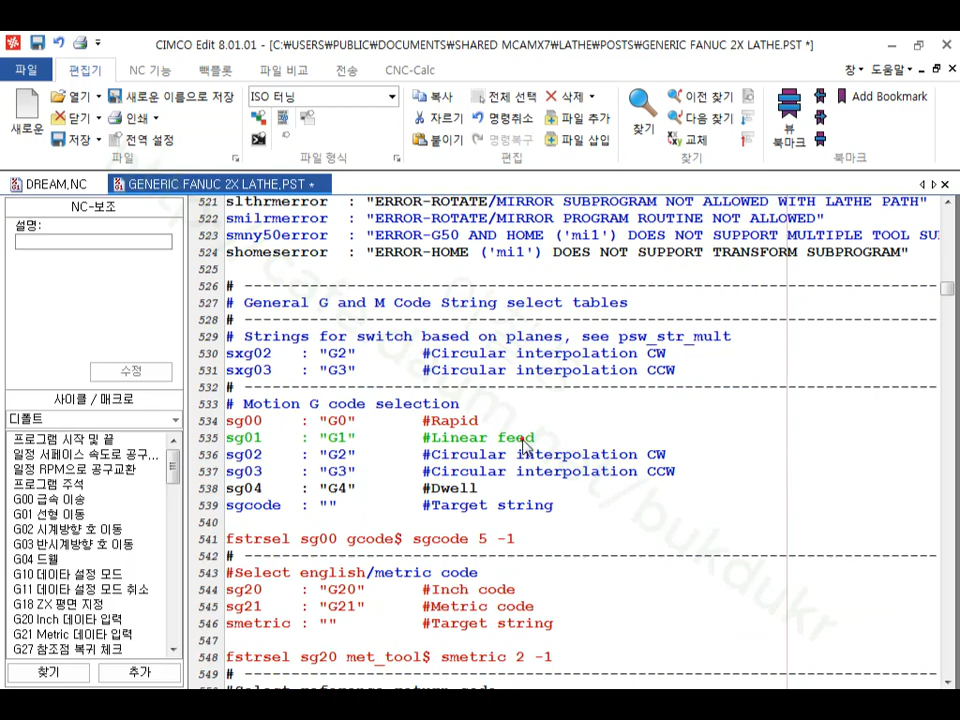 CIMCO Edit 8.01.01 - [C:₩USERS₩PUBLIC₩DOCUMENTS₩SHARED MCAMX7₩LATHE₩POSTS₩GENERIC FANUC 2X LATHE.PST *]
파일 편집기 NC 기능 빽플롯 파일 비교 전송 CNC-Calc 창 도움말
새로운 열기 새로운 이름으로 저장
닫기 인쇄
저장 전역 설정
파일
ISO 터닝
파일 형식
복사 전체 선택 삭제
자르기 명령취소 파일 추가
붙이기 명령복구 파일 삽입
편집
찾기 이전 찾기
다음 찾기
교체
찾기
뷰 북마크 Add Bookmark
북마크
DREAM.NC GENERIC FANUC 2X LATHE.PST *
NC-보조
설명:
수정
사이클 / 매크로
디폴트
프로그램 시작 및 끝
일정 서페이스 속도로 공구...
일정 RPM으로 공구교환
프로그램 주석
G00 급속 이송
G01 선형 이동
G02 시계방향 호 이동
G03 반시계방향 호 이동
G04 드웰
G10 데이타 설정 모드
G11 데이타 설정 모드 취소
G18 ZX 평면 지정
G20 Inch 데이타 입력
G21 Metric 데이타 입력
G27 참조점 복귀 체크
찾기 추가
521 slthrmerror : "ERROR-ROTATE/MIRROR SUBPROGRAM NOT ALLOWED WITH LATHE PATH"
522 smilrmerror : "ERROR-ROTATE/MIRROR PROGRAM ROUTINE NOT ALLOWED"
523 smny50error : "ERROR-G50 AND HOME ('mi1') DOES NOT SUPPORT MULTIPLE TOOL SU
524 shomeserror : "ERROR-HOME ('mi1') DOES NOT SUPPORT TRANSFORM SUBPROGRAM"
525
526 # --------------------------------------------------------------------------
527 # General G and M Code String select tables
528 # --------------------------------------------------------------------------
529 # Strings for switch based on planes, see psw_str_mult
530 sxg02 : "G2" #Circular interpolation CW
531 sxg03 : "G3" #Circular interpolation CCW
532 # --------------------------------------------------------------------------
533 # Motion G code selection
534 sg00 : "G0" #Rapid
535 sg01 : "G1" #Linear feed
536 sg02 : "G2" #Circular interpolation CW
537 sg03 : "G3" #Circular interpolation CCW
538 sg04 : "G4" #Dwell
539 sgcode : "" #Target string
540
541 fstrsel sg00 gcode$ sgcode 5 -1
542 # --------------------------------------------------------------------------
543 #Select english/metric code
544 sg20 : "G20" #Inch code
545 sg21 : "G21" #Metric code
546 smetric : "" #Target string
547
548 fstrsel sg20 met_tool$ smetric 2 -1
549 # --------------------------------------------------------------------------